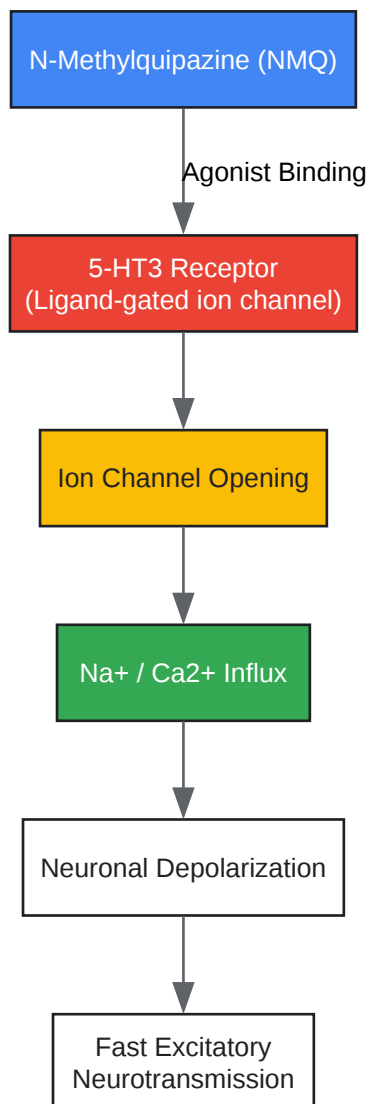 N-Methylquipazine (NMQ)
Agonist Binding
5-HT3 Receptor
(Ligand-gated ion channel)
Ion Channel Opening
Na+ / Ca2+ Influx
Neuronal Depolarization
Fast Excitatory
Neurotransmission